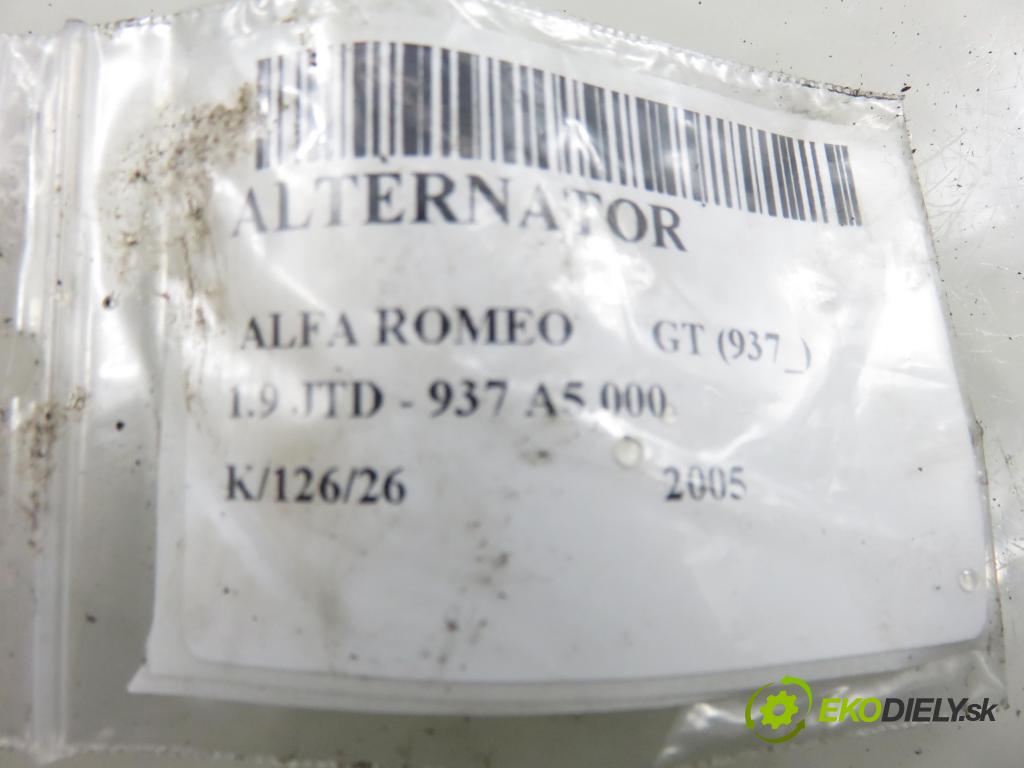 ALTERNATOR
ALFA ROMEO GT (937_)
1.9 JTD - 937 A5.000
K/126/26 2005
EKODIELY.sk